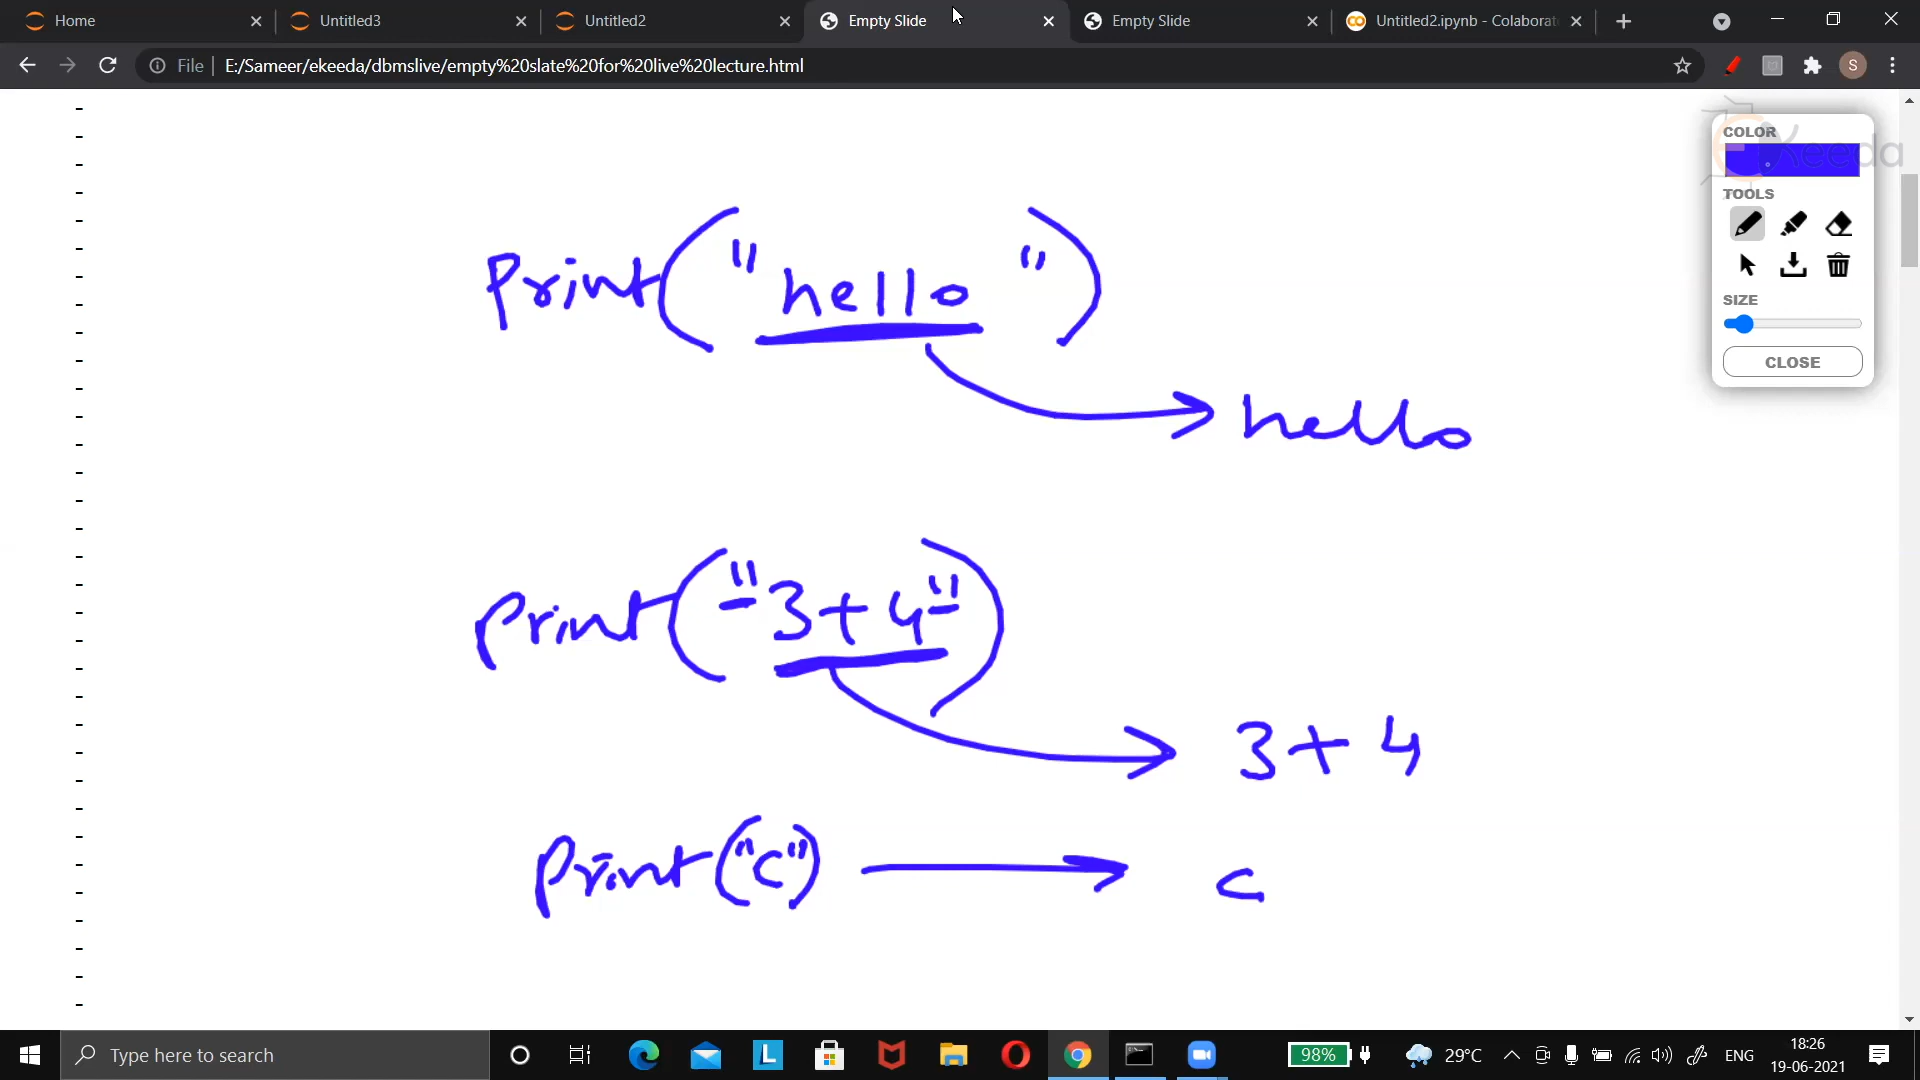 Home
Untitled3
Untitled2
Empty Slide
Empty Slide
Untitled2.ipynb - Colaborat
File
E:/Sameer/ekeeda/dbmslive/empty%20slate%20for%20live%20lecture.html
S
COLOR
TOOLS
SIZE
CLOSE
print("hello")
hello
print("3+4")
3+4
print("c")
c
Type here to search
98%
29°C
ENG
18:26
19-06-2021